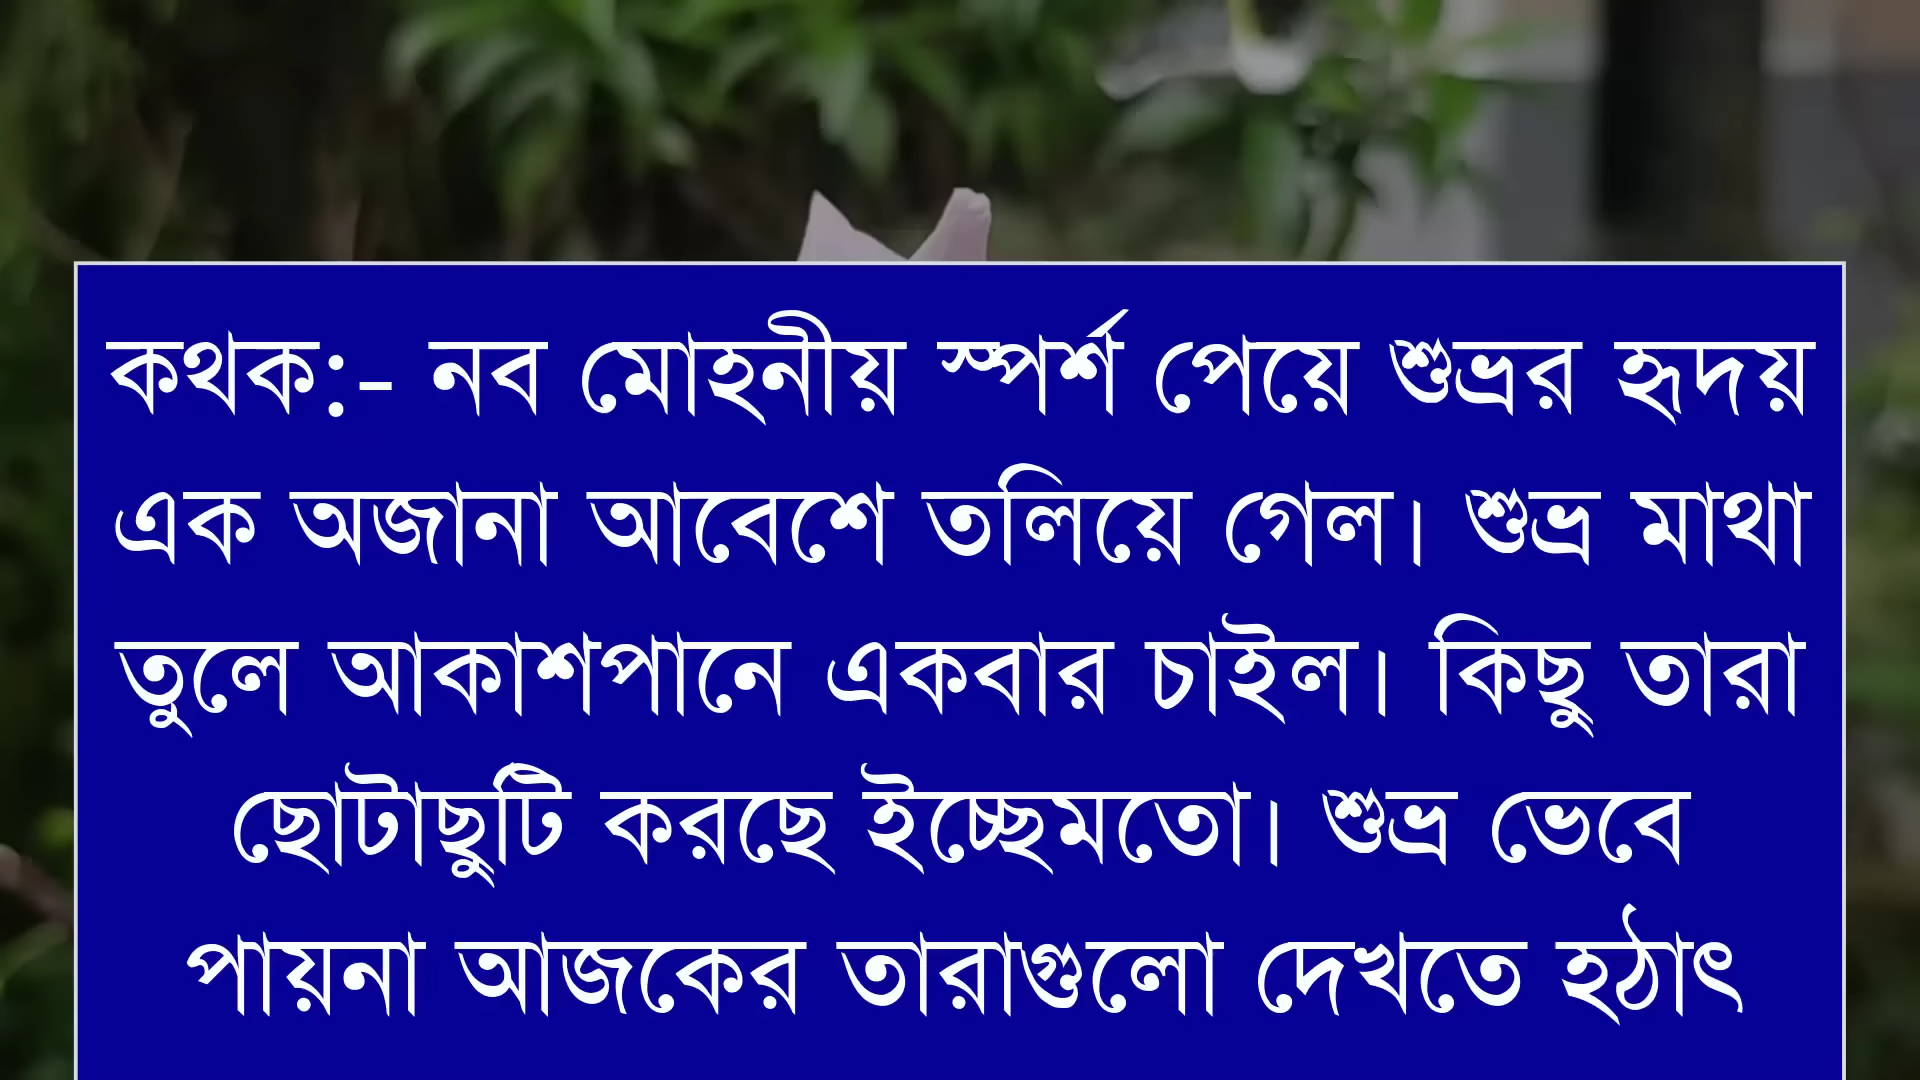 কথক:- নব মোহনীয় স্পর্শ পেয়ে শুভ্রর হৃদয়
এক অজানা আবেশে তলিয়ে গেল। শুভ্র মাথা
তুলে আকাশপানে একবার চাইল। কিছু তারা
ছোটাছুটি করছে ইচ্ছেমতো। শুভ্র ভেবে
পায়না আজকের তারাগুলো দেখতে হঠাৎ